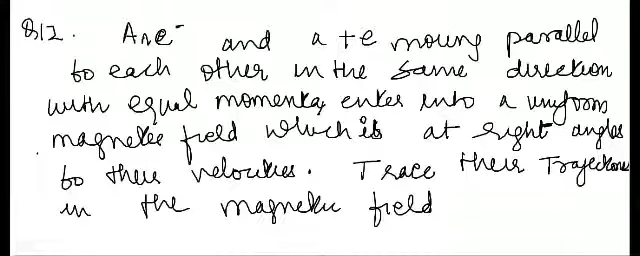 Q12. An e⁻ and a +e moving parallel
to each other in the same direction
with equal momenta, enter into a uniform
magnetic field which is at right angles
to their velocities. Trace their Trajectories
in the magnetic field